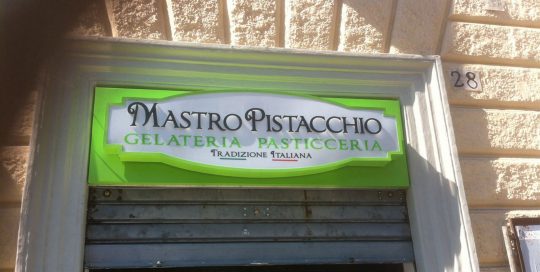 MASTRO PISTACCHIO
GELATERIA PASTICCERIA
TRADIZIONE ITALIANA
28